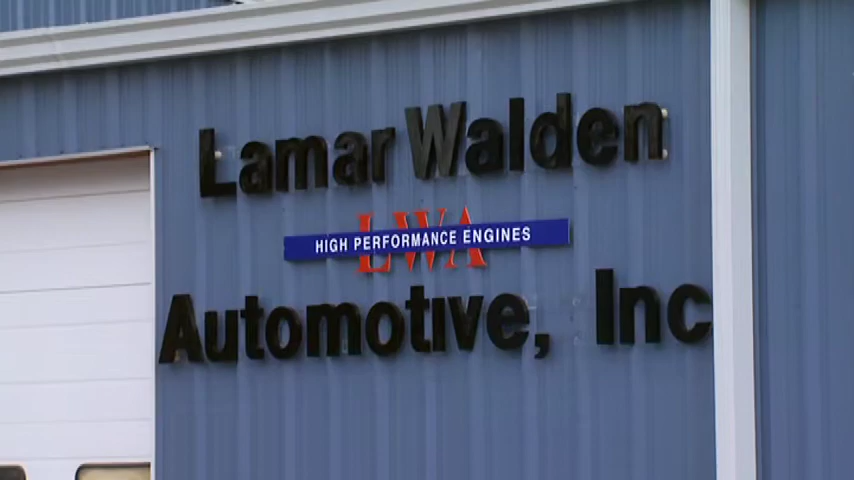 Lamar Walden
LWA
HIGH PERFORMANCE ENGINES
Automotive, Inc